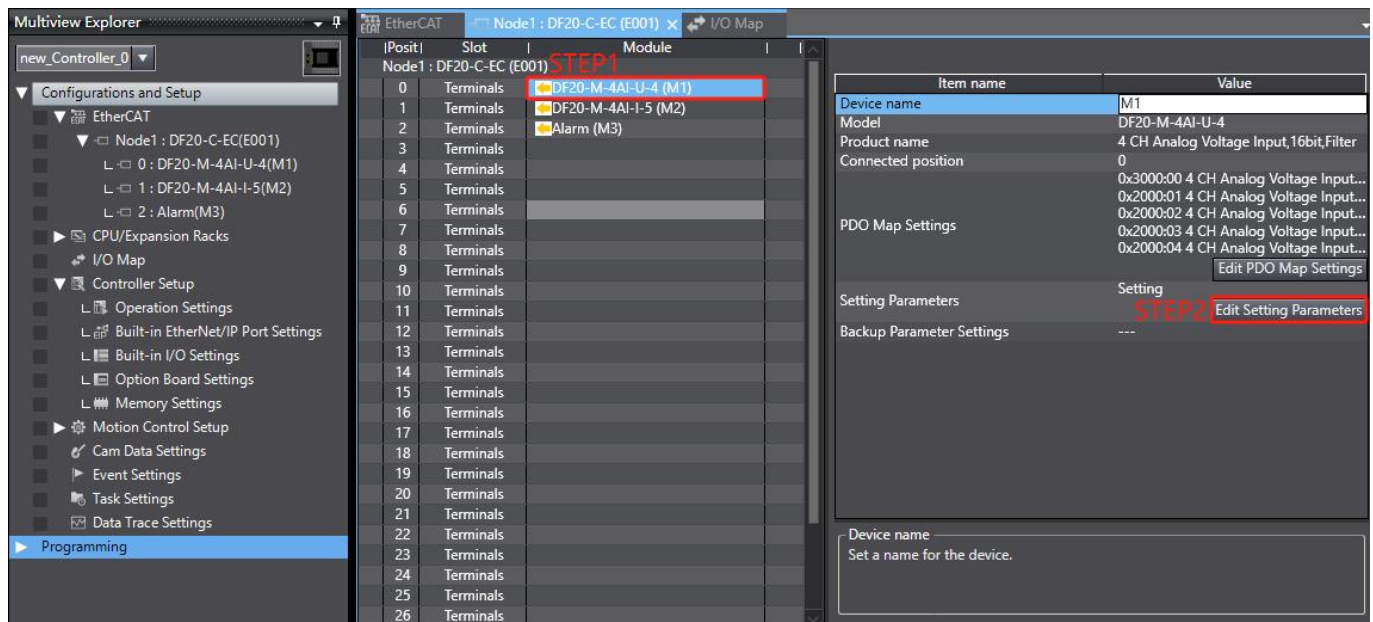 Multiview Explorer
new_Controller_0
Configurations and Setup
EtherCAT
Node1 : DF20-C-EC(E001)
0 : DF20-M-4AI-U-4(M1)
1 : DF20-M-4AI-I-5(M2)
2 : Alarm(M3)
CPU/Expansion Racks
I/O Map
Controller Setup
Operation Settings
Built-in EtherNet/IP Port Settings
Built-in I/O Settings
Option Board Settings
Memory Settings
Motion Control Setup
Cam Data Settings
Event Settings
Task Settings
Data Trace Settings
Programming
EtherCAT Node1 : DF20-C-EC (E001) I/O Map
|Posit| Slot | Module | |
Node1 : DF20-C-EC (E001) STEP1
0 Terminals DF20-M-4AI-U-4 (M1)
1 Terminals DF20-M-4AI-I-5 (M2)
2 Terminals Alarm (M3)
3 Terminals
4 Terminals
5 Terminals
6 Terminals
7 Terminals
8 Terminals
9 Terminals
10 Terminals
11 Terminals
12 Terminals
13 Terminals
14 Terminals
15 Terminals
16 Terminals
17 Terminals
18 Terminals
19 Terminals
20 Terminals
21 Terminals
22 Terminals
23 Terminals
24 Terminals
25 Terminals
26 Terminals
Item name Value
Device name M1
Model DF20-M-4AI-U-4
Product name 4 CH Analog Voltage Input,16bit,Filter
Connected position 0
PDO Map Settings
0x3000:00 4 CH Analog Voltage Input...
0x2000:01 4 CH Analog Voltage Input...
0x2000:02 4 CH Analog Voltage Input...
0x2000:03 4 CH Analog Voltage Input...
0x2000:04 4 CH Analog Voltage Input...
Edit PDO Map Settings
Setting Parameters Setting
STEP2 Edit Setting Parameters
Backup Parameter Settings ---
Device name
Set a name for the device.